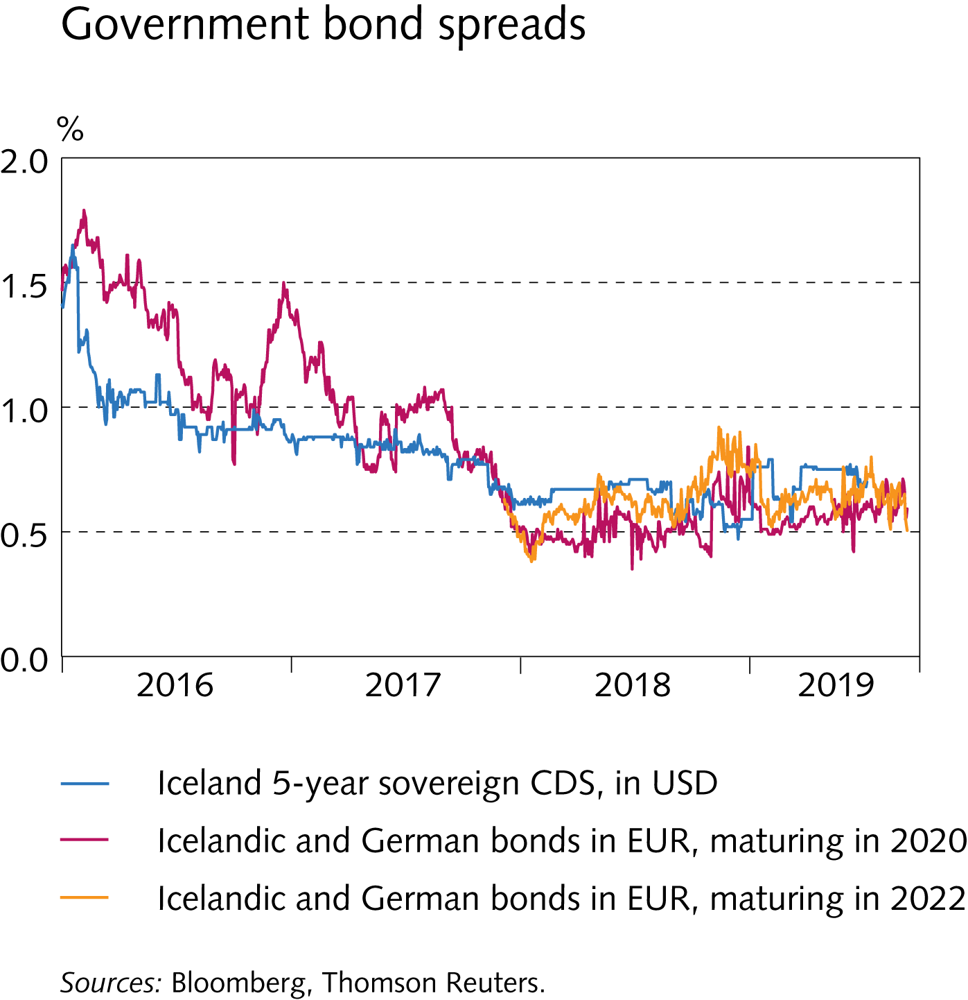 Government bond spreads
%
2.0
1.5
1.0
0.5
0.0
2016 2017 2018 2019
Iceland 5-year sovereign CDS, in USD
Icelandic and German bonds in EUR, maturing in 2020
Icelandic and German bonds in EUR, maturing in 2022
Sources: Bloomberg, Thomson Reuters.